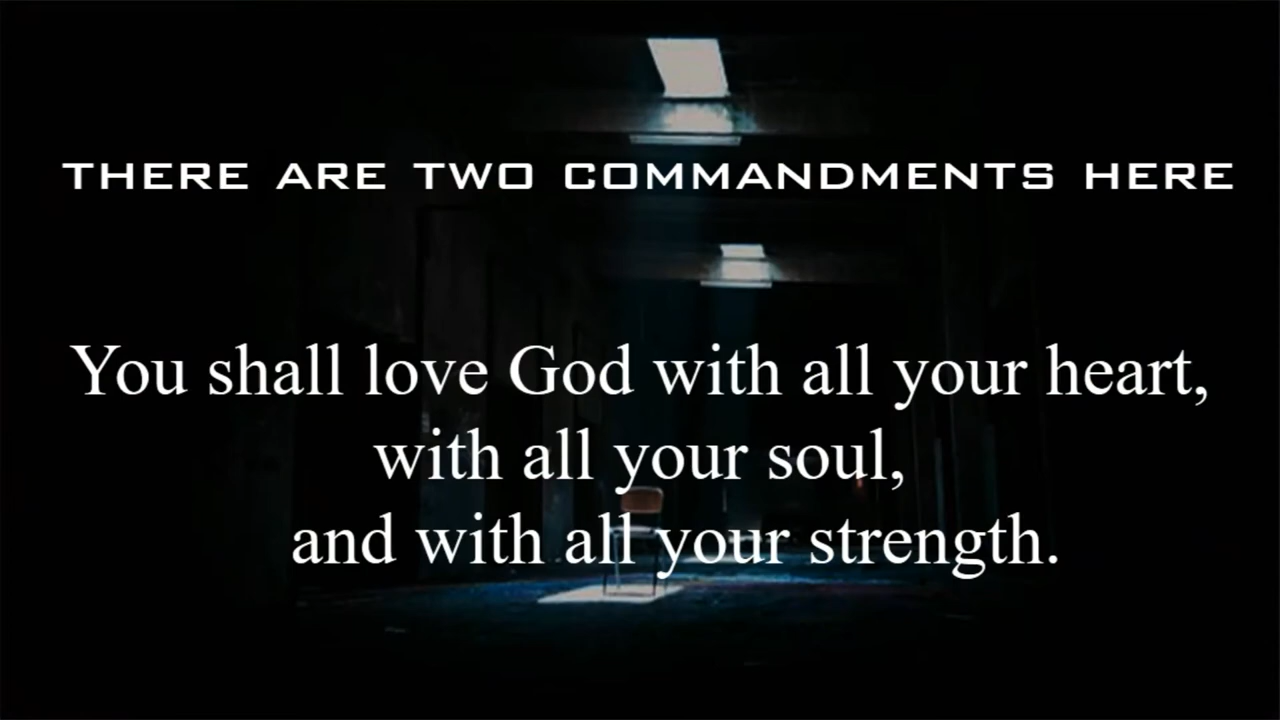 THERE ARE TWO COMMANDMENTS HERE
You shall love God with all your heart,
with all your soul,
and with all your strength.